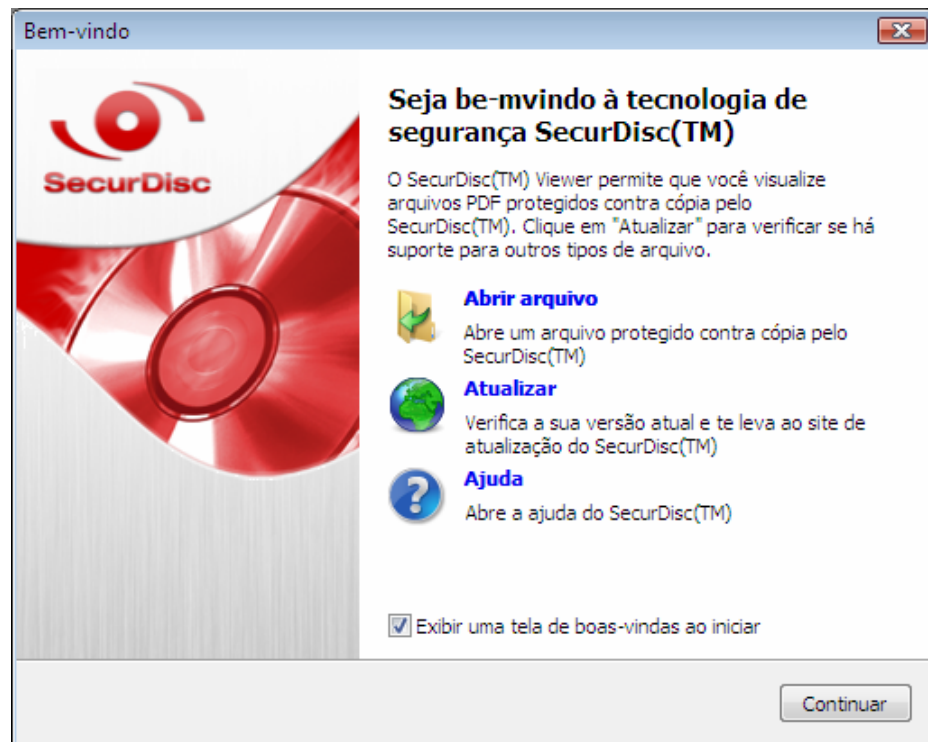 Bem-vindo
SecurDisc
Seja be-mvindo à tecnologia de
segurança SecurDisc(TM)
O SecurDisc(TM) Viewer permite que você visualize
arquivos PDF protegidos contra cópia pelo
SecurDisc(TM). Clique em "Atualizar" para verificar se há
suporte para outros tipos de arquivo.
Abrir arquivo
Abre um arquivo protegido contra cópia pelo
SecurDisc(TM)
Atualizar
Verifica a sua versão atual e te leva ao site de
atualização do SecurDisc(TM)
Ajuda
Abre a ajuda do SecurDisc(TM)
Exibir uma tela de boas-vindas ao iniciar
Continuar